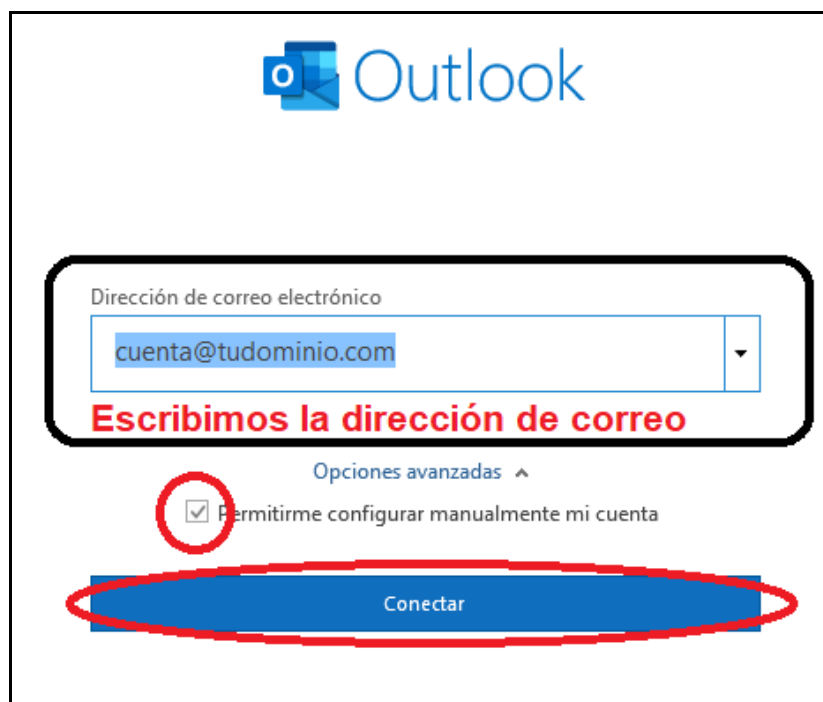 Outlook
Dirección de correo electrónico
cuenta@tudominio.com
Escribimos la dirección de correo
Opciones avanzadas
Permitirme configurar manualmente mi cuenta
Conectar